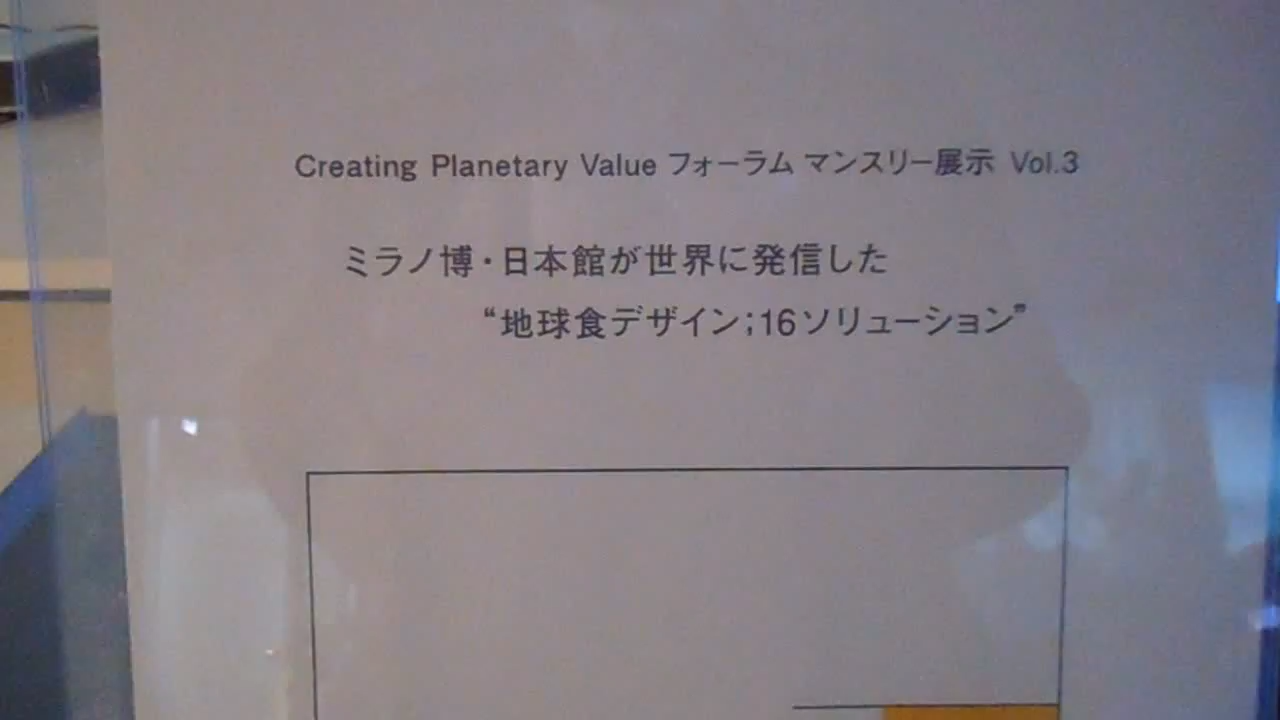 Creating Planetary Value フォーラム マンスリー展示 Vol.3
ミラノ博・日本館が世界に発信した
“地球食デザイン;16ソリューション”